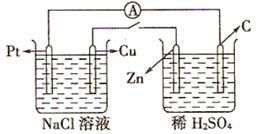 A
C
Pt
Cu
Zn
NaCl 溶液
稀 H₂SO₄